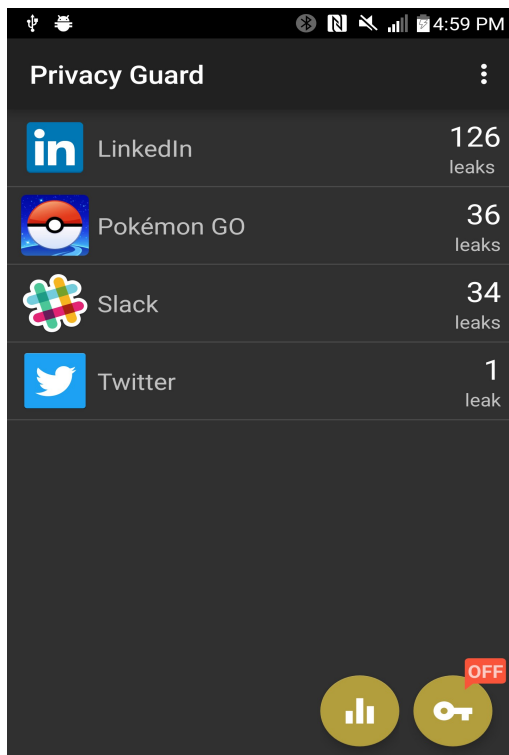 4:59 PM
Privacy Guard
in LinkedIn 126
leaks
Pokémon GO 36
leaks
Slack 34
leaks
Twitter 1
leak
OFF